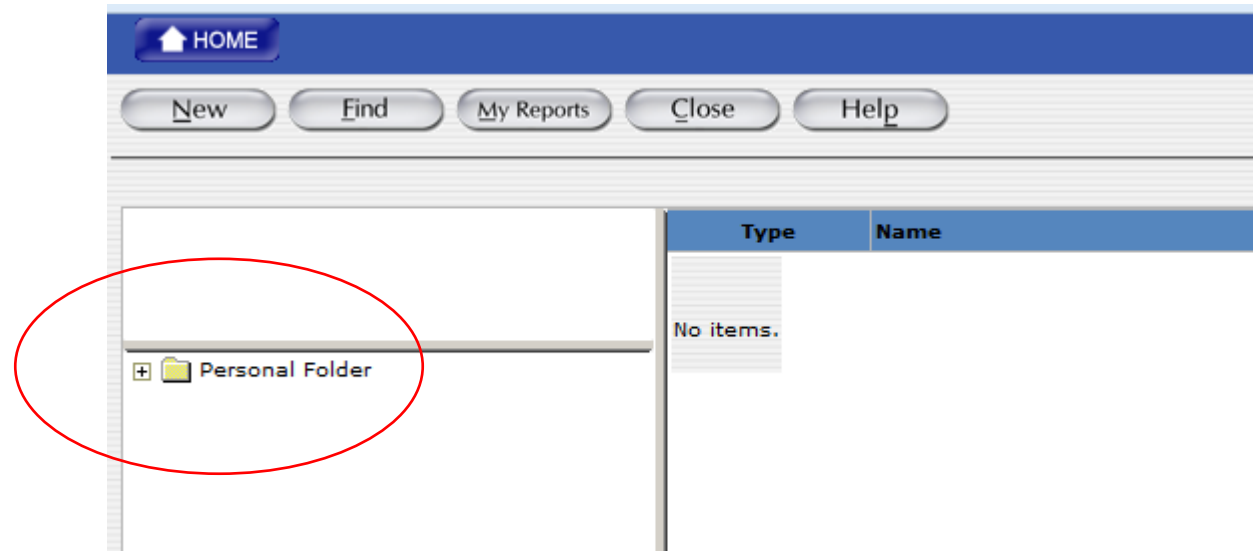 HOME
New Find My Reports Close Help
Type Name
No items.
Personal Folder